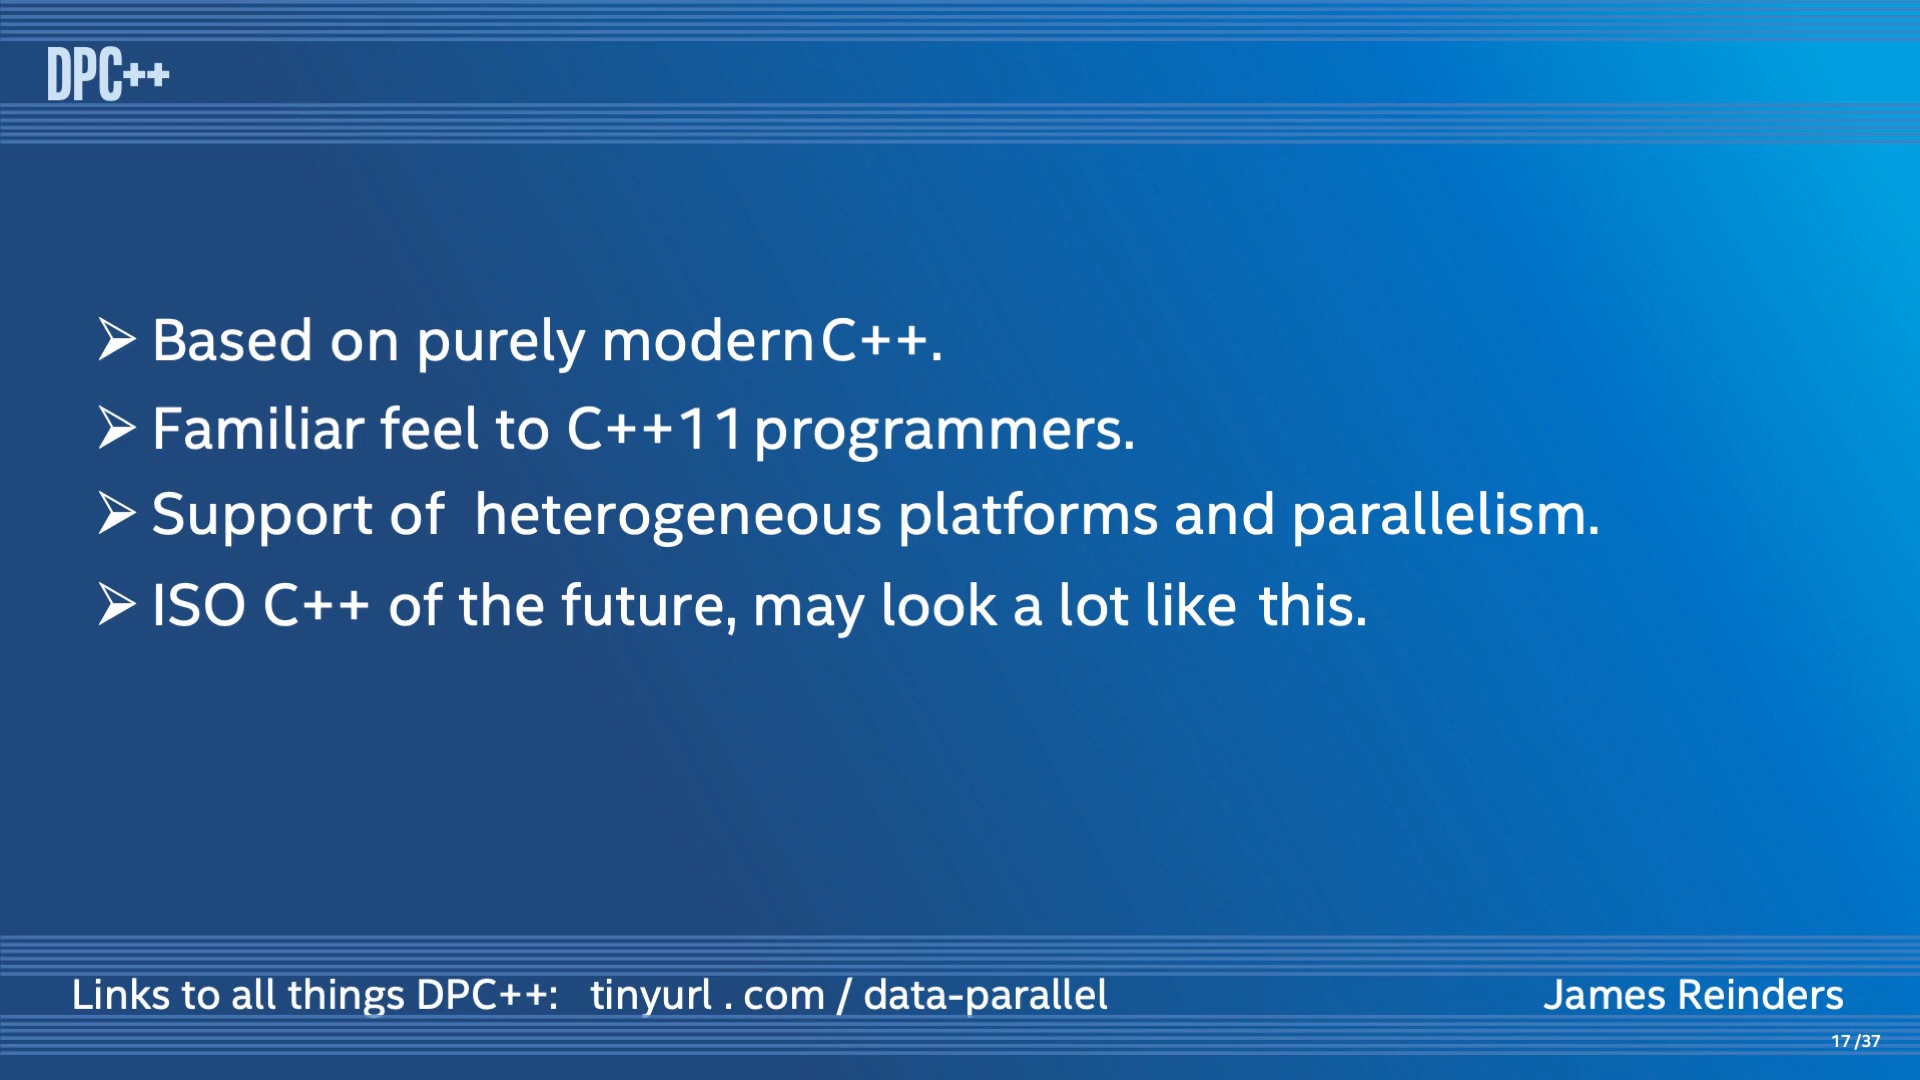 DPC++
➢ Based on purely modern C++.
➢ Familiar feel to C++11 programmers.
➢ Support of heterogeneous platforms and parallelism.
➢ ISO C++ of the future, may look a lot like this.
Links to all things DPC++: tinyurl . com / data-parallel
James Reinders
17 /37